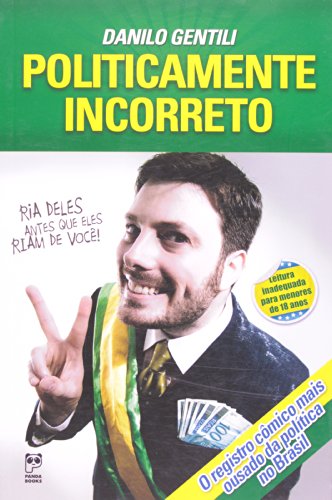 DANILO GENTILI
POLITICAMENTE
INCORRETO
RiA DELES
ANTES QUE ELES
RIAM DE VOCÊ!
Leitura
inadequada
para menores
de 18 anos
O registro cômico mais
ousado da política
no Brasil
100
PANDA
BOOKS